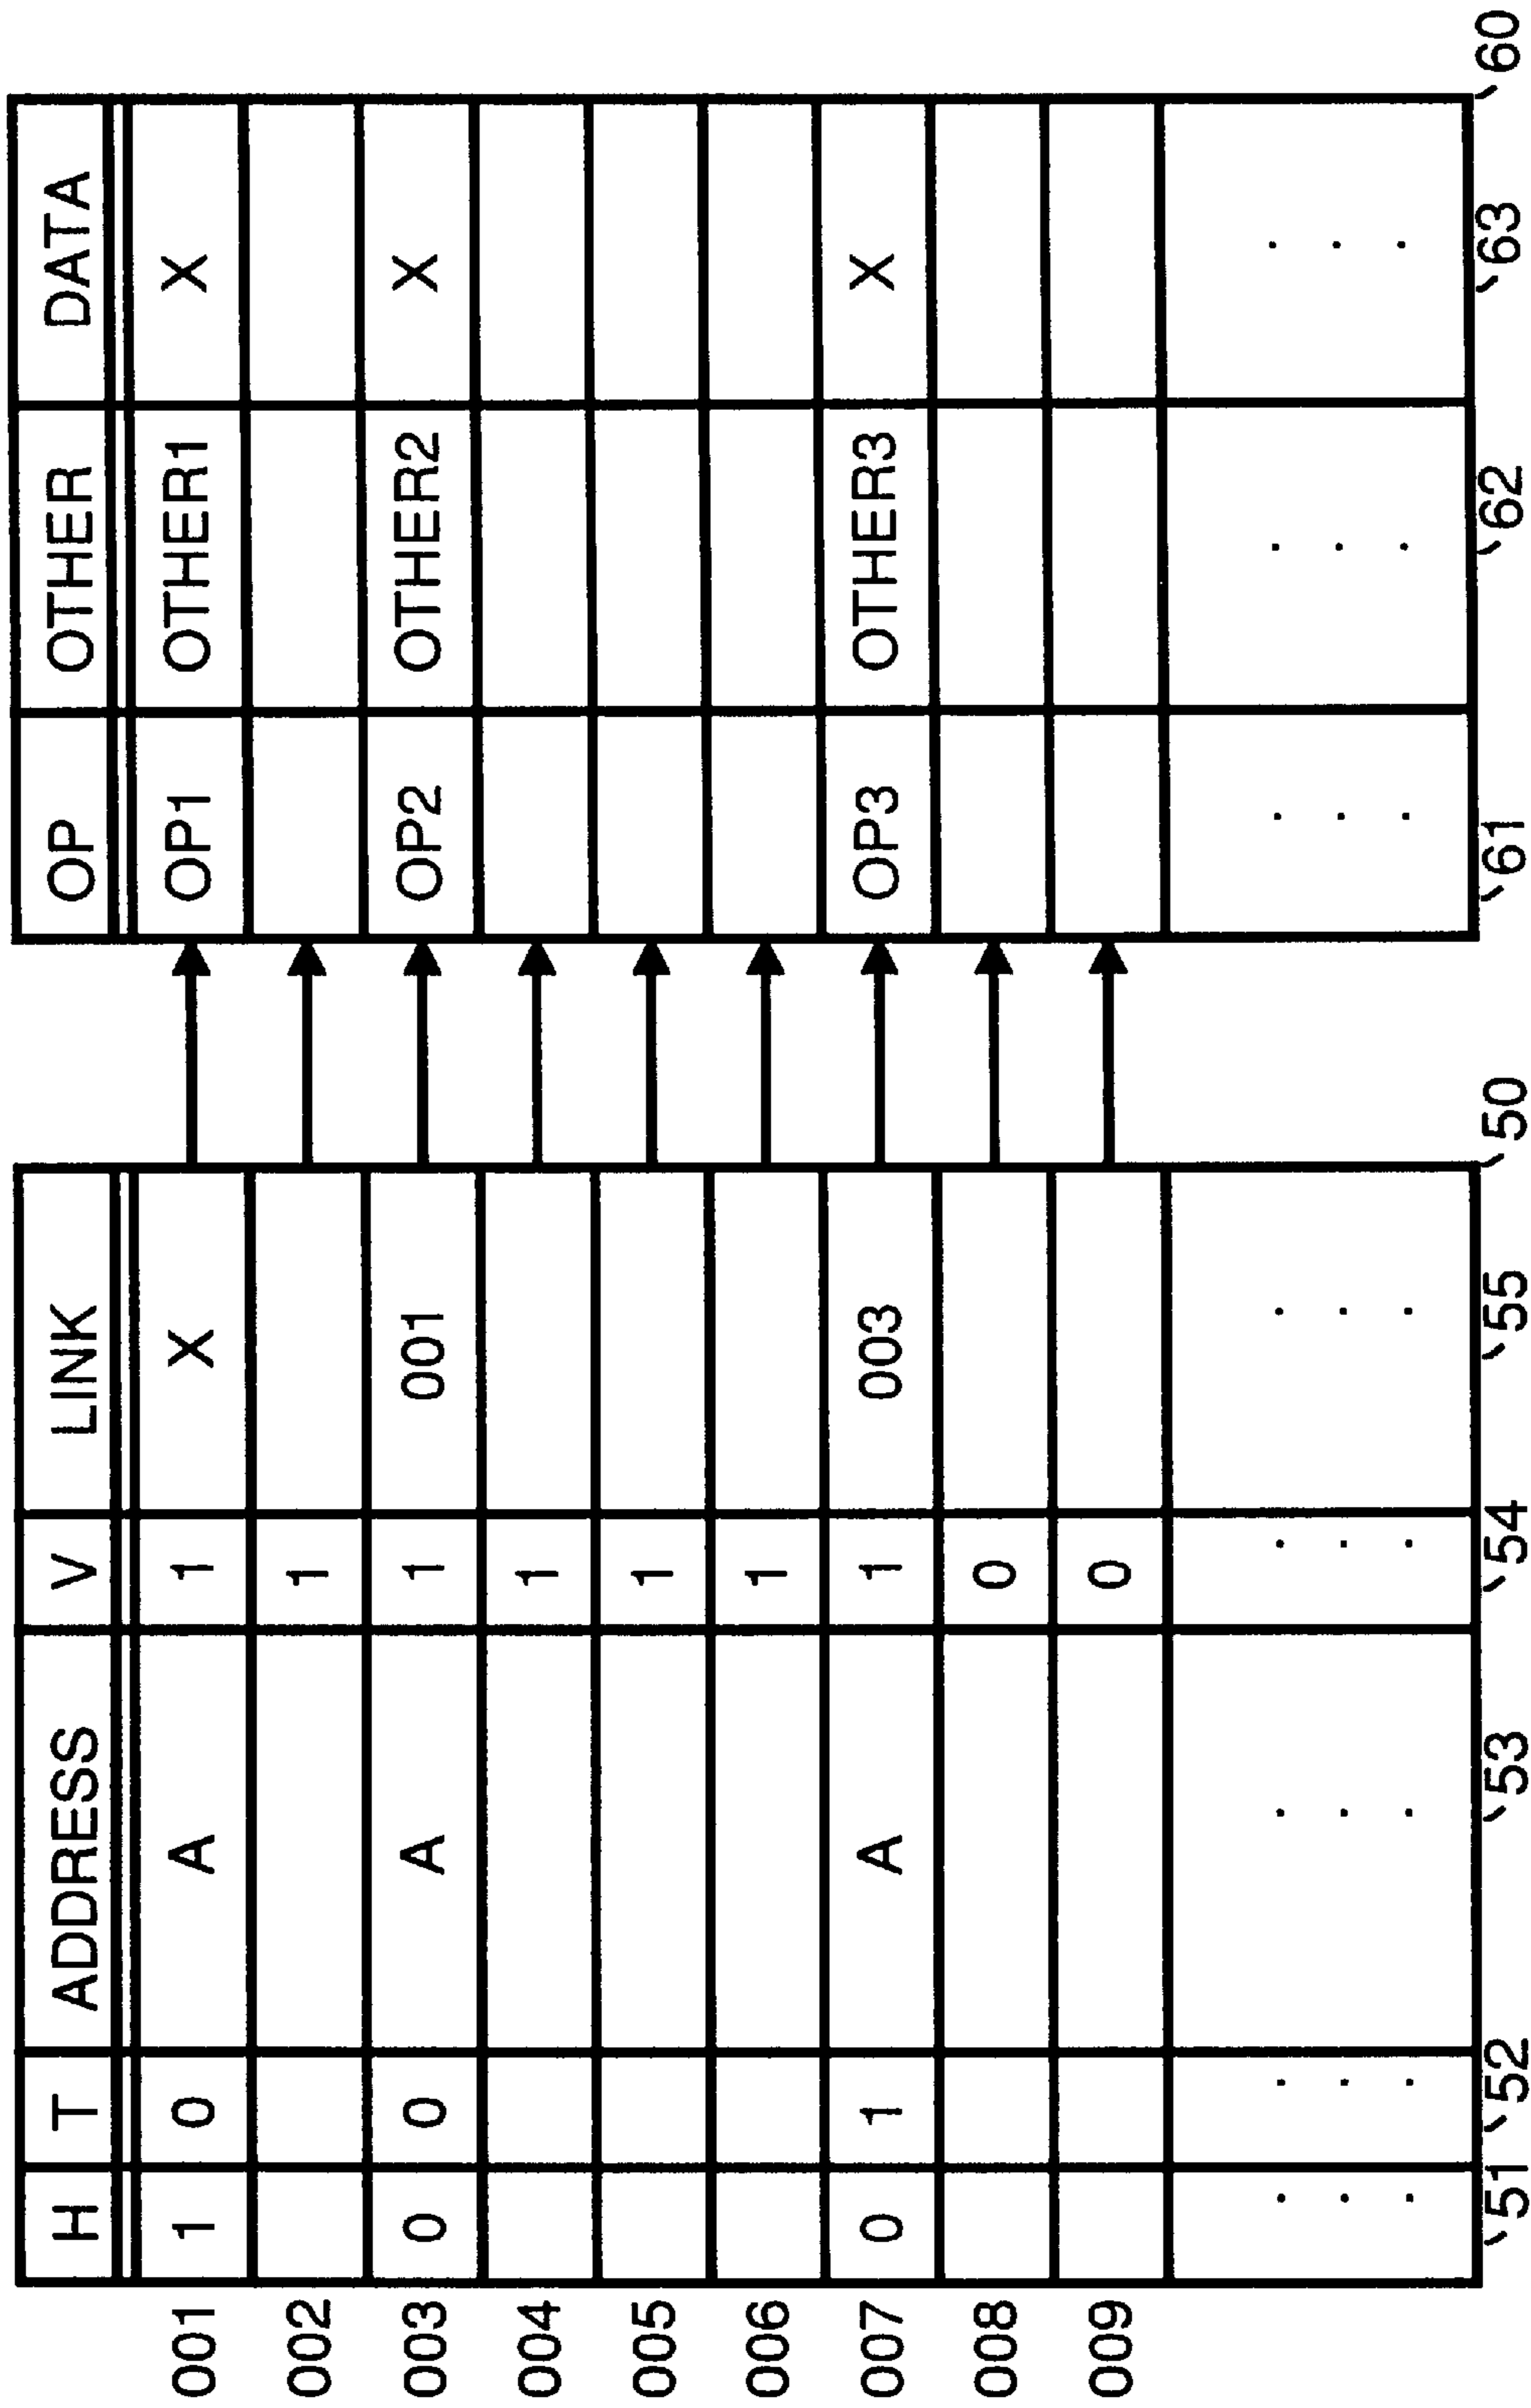 H T ADDRESS V LINK OP OTHER DATA
001 1 0 A 1 X OP1 OTHER1 X
002 1
003 0 0 A 1 001 OP2 OTHER2 X
004 1
005 1
006 1
007 0 1 A 1 003 OP3 OTHER3 X
008 0
009 0
51 52 53 54 55 50 61 62 63 60